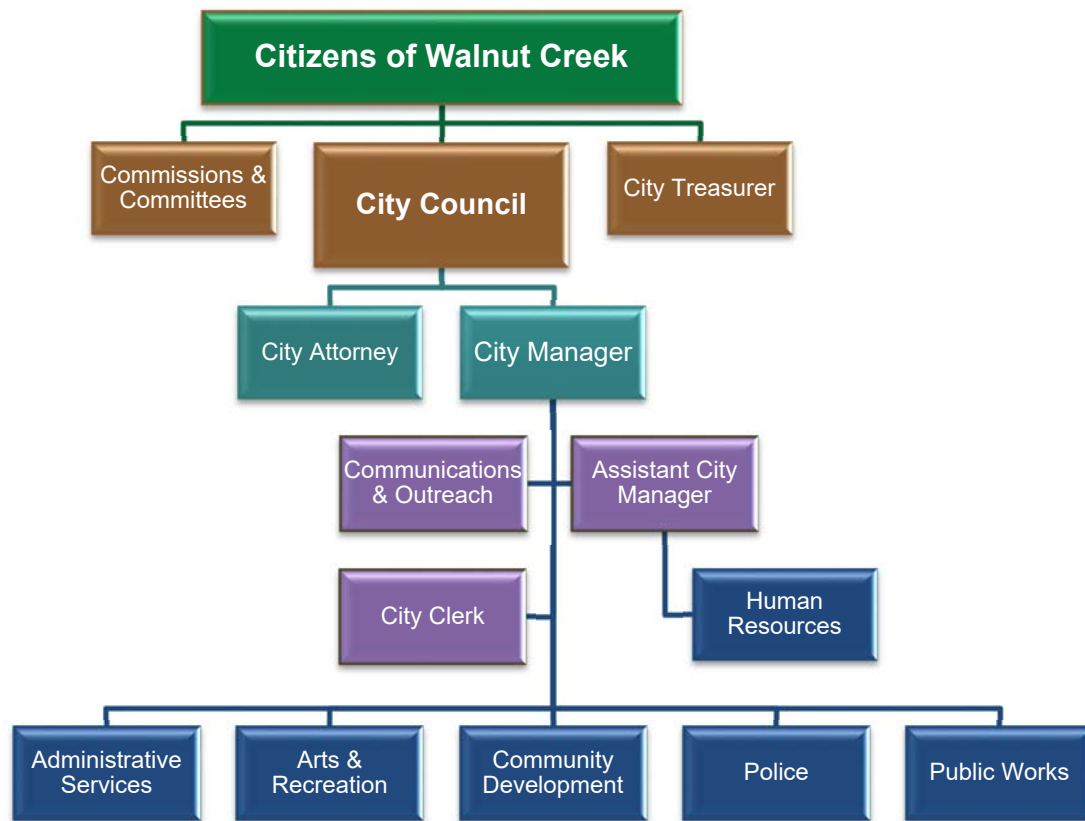 Citizens of Walnut Creek
Commissions &
Committees
City Council
City Treasurer
City Attorney
City Manager
Communications
& Outreach
Assistant City
Manager
City Clerk
Human
Resources
Administrative
Services
Arts &
Recreation
Community
Development
Police
Public Works